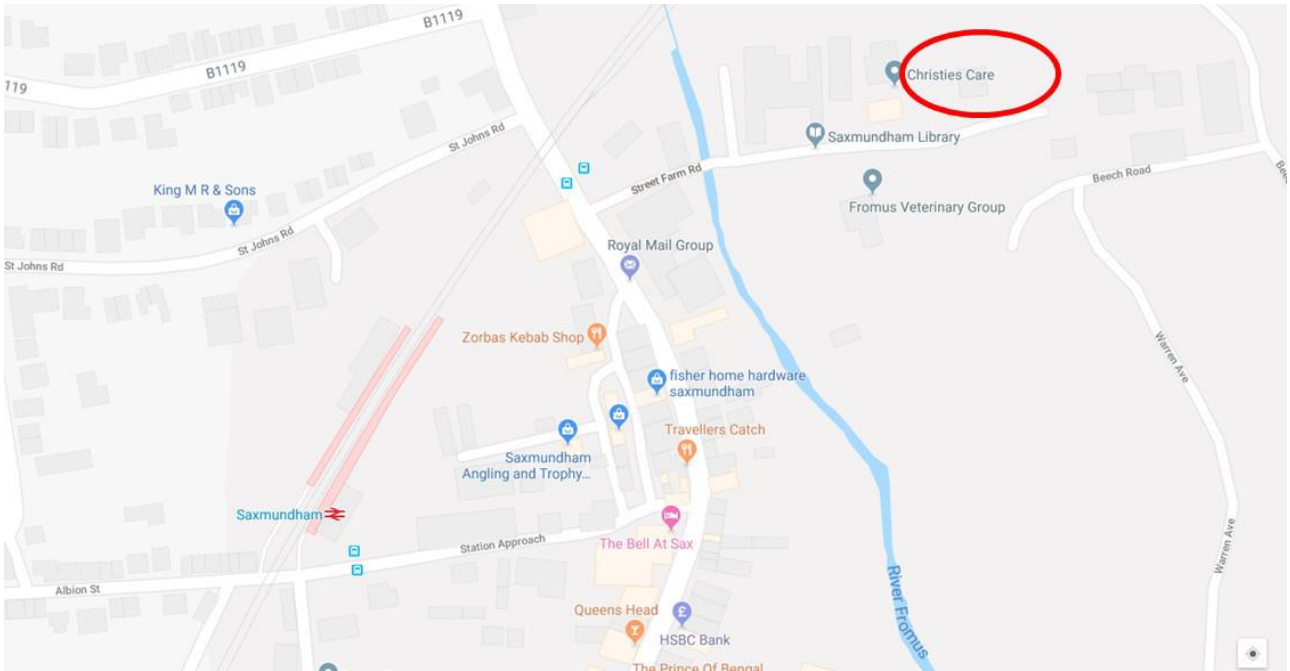 B1119
B1119
119
Christies Care
St Johns Rd
Saxmundham Library
Street Farm Rd
Beech Road
King M R & Sons
Fromus Veterinary Group
St Johns Rd
Royal Mail Group
St Johns Rd
Zorbas Kebab Shop
Warren Ave
fisher home hardware
saxmundham
Travellers Catch
Saxmundham
Angling and Trophy...
Saxmundham
Station Approach
The Bell At Sax
Warren Ave
Albion St
River Fromus
Queens Head
£
HSBC Bank
The Prince Of Bengal